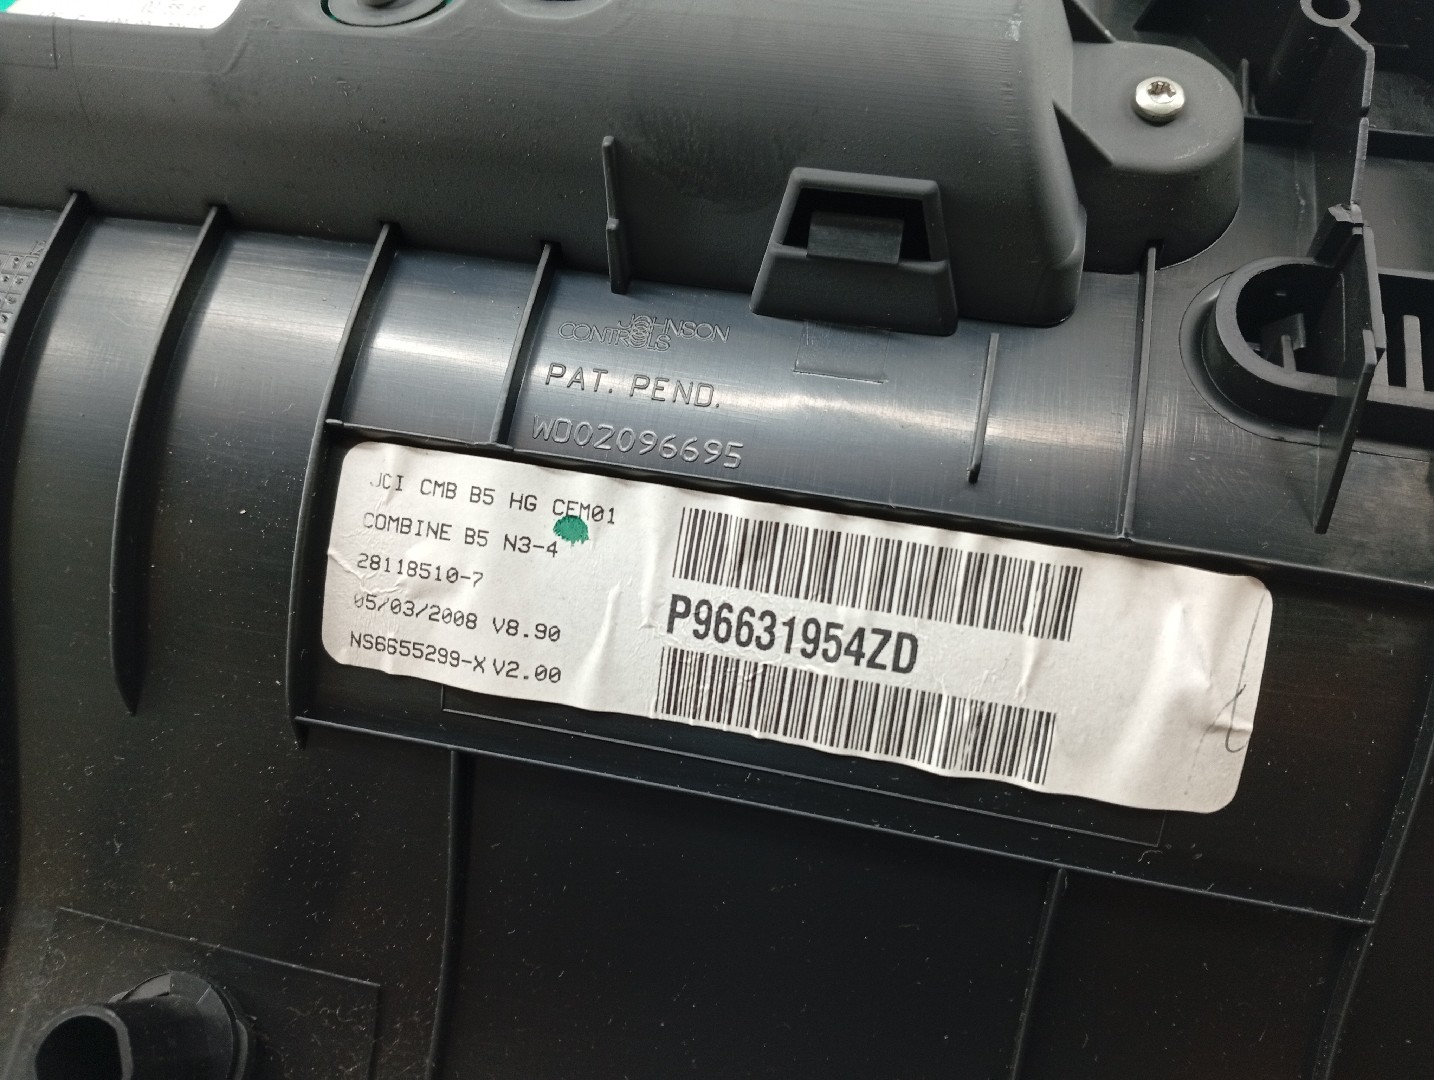 JOHNSON
CONTROLS
PAT. PEND.
WO02096695
JCI CMB B5 HG CEM01
COMBINE B5 N3-4
28118510-7
05/03/2008 V8.90
NS6655299-X V2.00
P96631954ZD